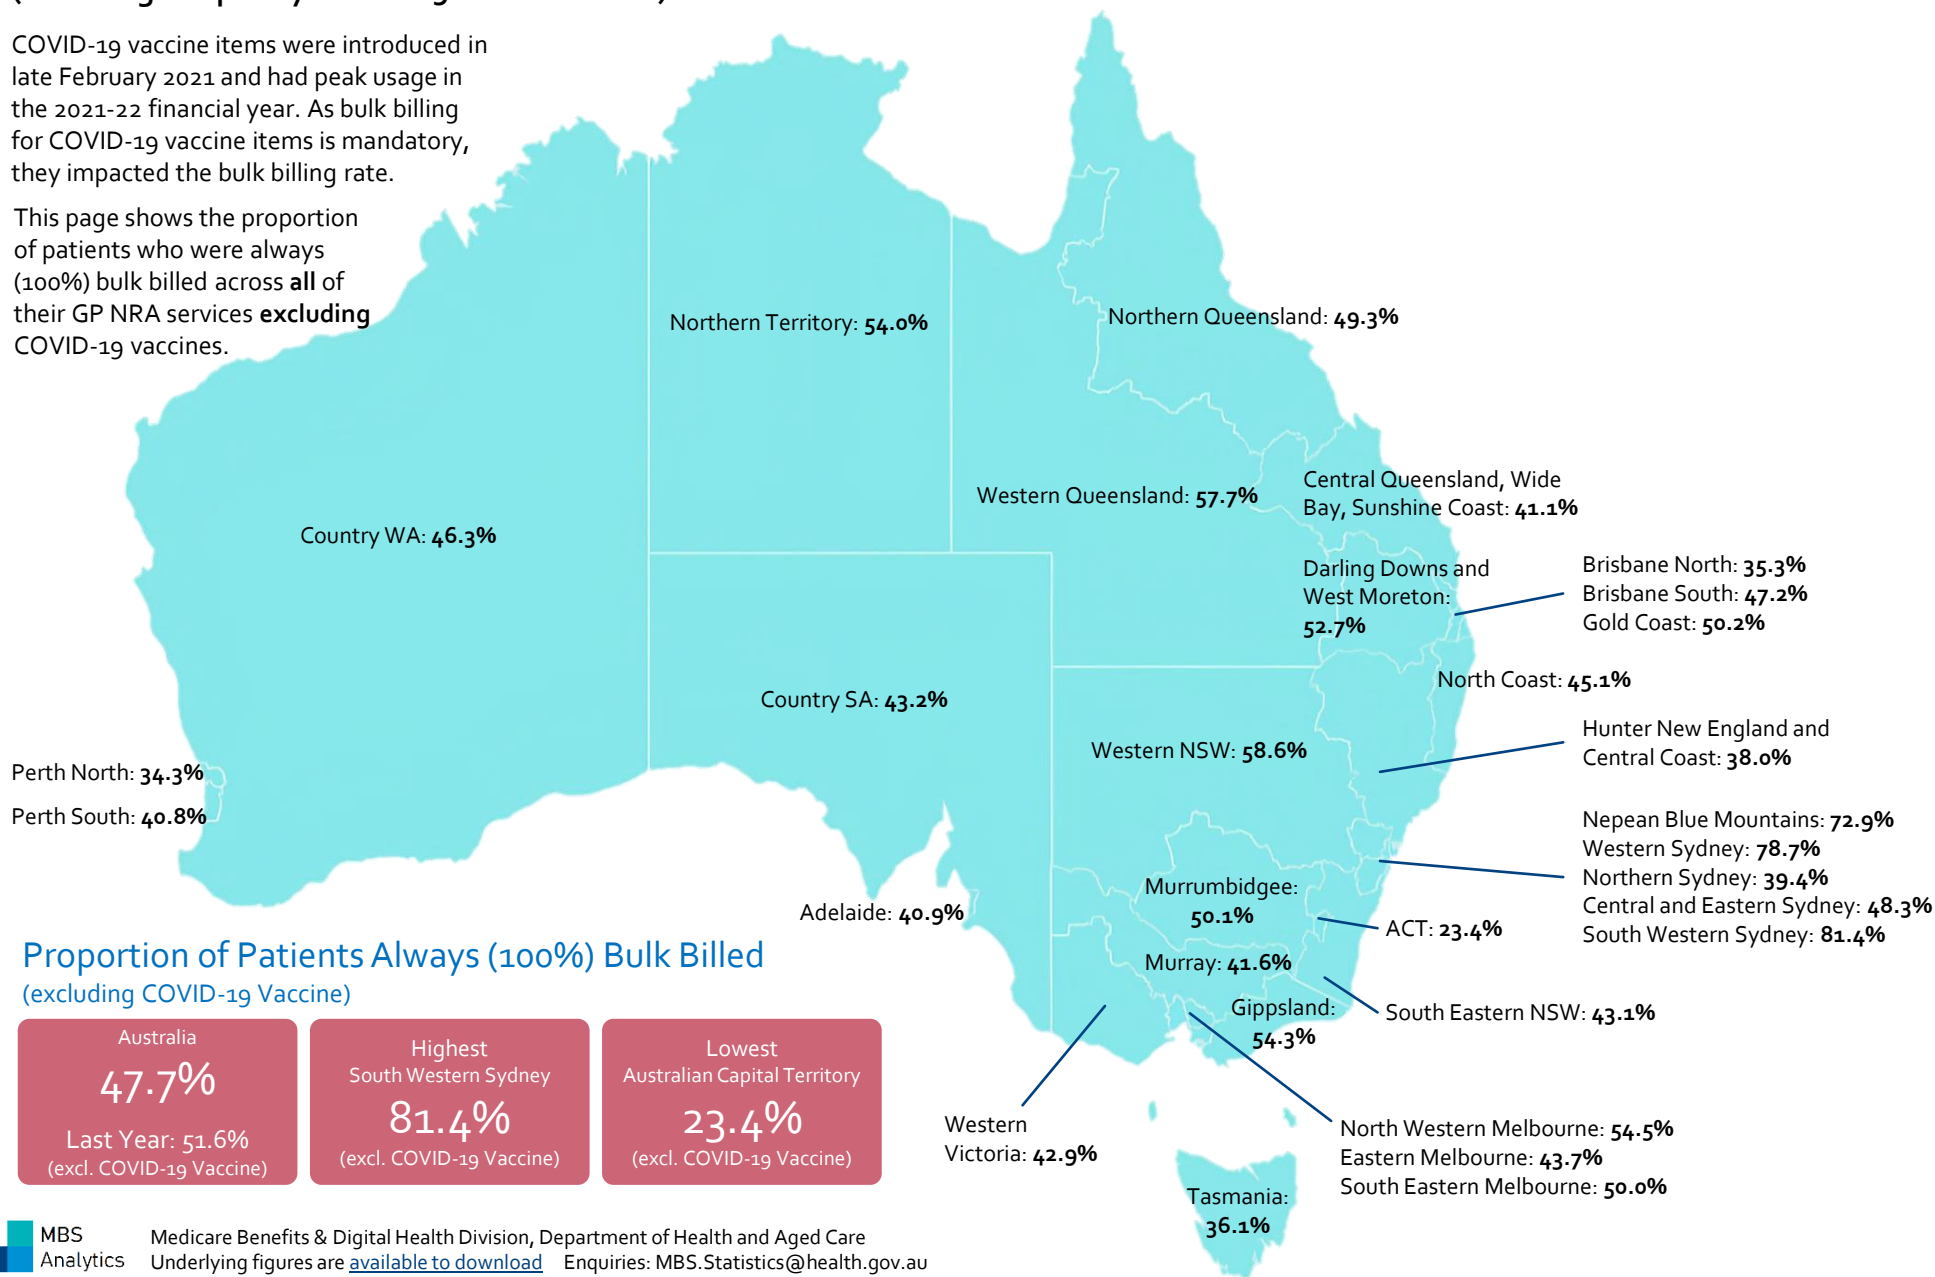 COVID-19 vaccine items were introduced in
late February 2021 and had peak usage in
the 2021-22 financial year. As bulk billing
for COVID-19 vaccine items is mandatory,
they impacted the bulk billing rate.
This page shows the proportion
of patients who were always
(100%) bulk billed across all of
their GP NRA services excluding
COVID-19 vaccines.
Northern Territory: 54.0%
Northern Queensland: 49.3%
Western Queensland: 57.7%
Central Queensland, Wide
Bay, Sunshine Coast: 41.1%
Country WA: 46.3%
Darling Downs and
West Moreton:
52.7%
Brisbane North: 35.3%
Brisbane South: 47.2%
Gold Coast: 50.2%
Country SA: 43.2%
North Coast: 45.1%
Western NSW: 58.6%
Hunter New England and
Central Coast: 38.0%
Perth North: 34.3%
Perth South: 40.8%
Nepean Blue Mountains: 72.9%
Western Sydney: 78.7%
Northern Sydney: 39.4%
Central and Eastern Sydney: 48.3%
South Western Sydney: 81.4%
Murrumbidgee:
50.1%
Adelaide: 40.9%
ACT: 23.4%
Murray: 41.6%
Gippsland:
54.3%
South Eastern NSW: 43.1%
Western
Victoria: 42.9%
North Western Melbourne: 54.5%
Eastern Melbourne: 43.7%
South Eastern Melbourne: 50.0%
Tasmania:
36.1%
Proportion of Patients Always (100%) Bulk Billed
(excluding COVID-19 Vaccine)
Australia
47.7%
Last Year: 51.6%
(excl. COVID-19 Vaccine)
Highest
South Western Sydney
81.4%
(excl. COVID-19 Vaccine)
Lowest
Australian Capital Territory
23.4%
(excl. COVID-19 Vaccine)
MBS
Analytics
Medicare Benefits & Digital Health Division, Department of Health and Aged Care
Underlying figures are available to download Enquiries: MBS.Statistics@health.gov.au